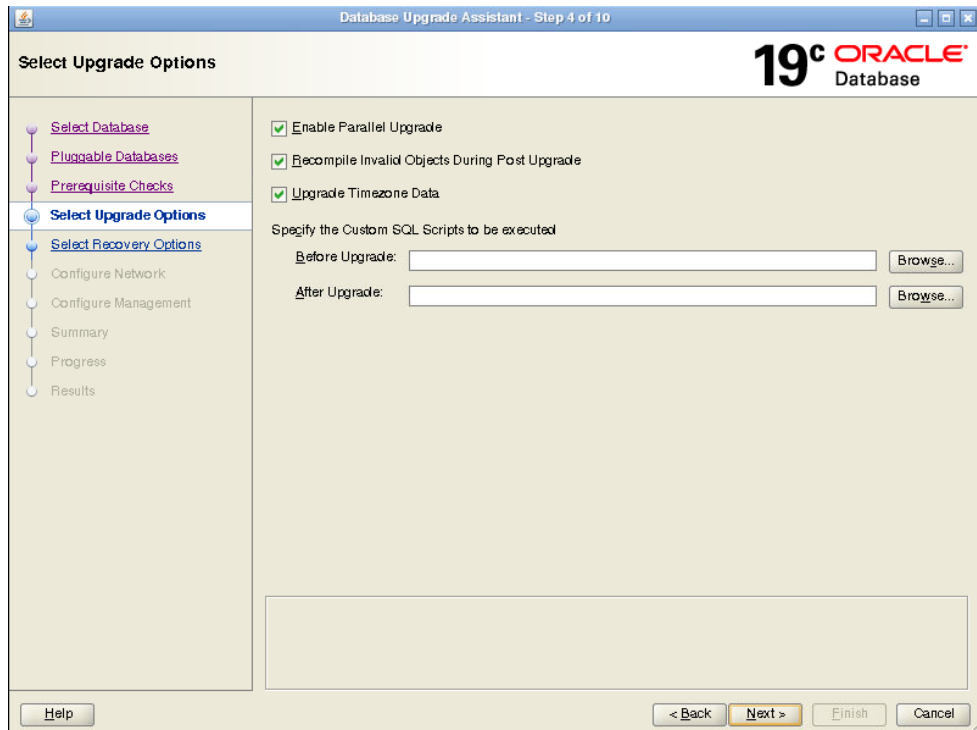 Database Upgrade Assistant - Step 4 of 10
Select Upgrade Options
19c ORACLE
Database
Select Database
Pluggable Databases
Prerequisite Checks
Select Upgrade Options
Select Recovery Options
Configure Network
Configure Management
Summary
Progress
Results
Enable Parallel Upgrade
Recompile Invalid Objects During Post Upgrade
Upgrade Timezone Data
Specify the Custom SQL Scripts to be executed
Before Upgrade: Browse...
After Upgrade: Browse...
Help < Back Next > Finish Cancel